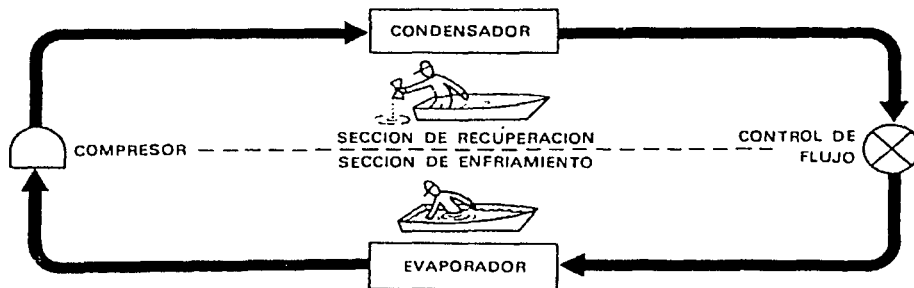 CONDENSADOR
SECCION DE RECUPERACION
COMPRESOR
CONTROL DE
FLUJO
SECCION DE ENFRIAMIENTO
EVAPORADOR